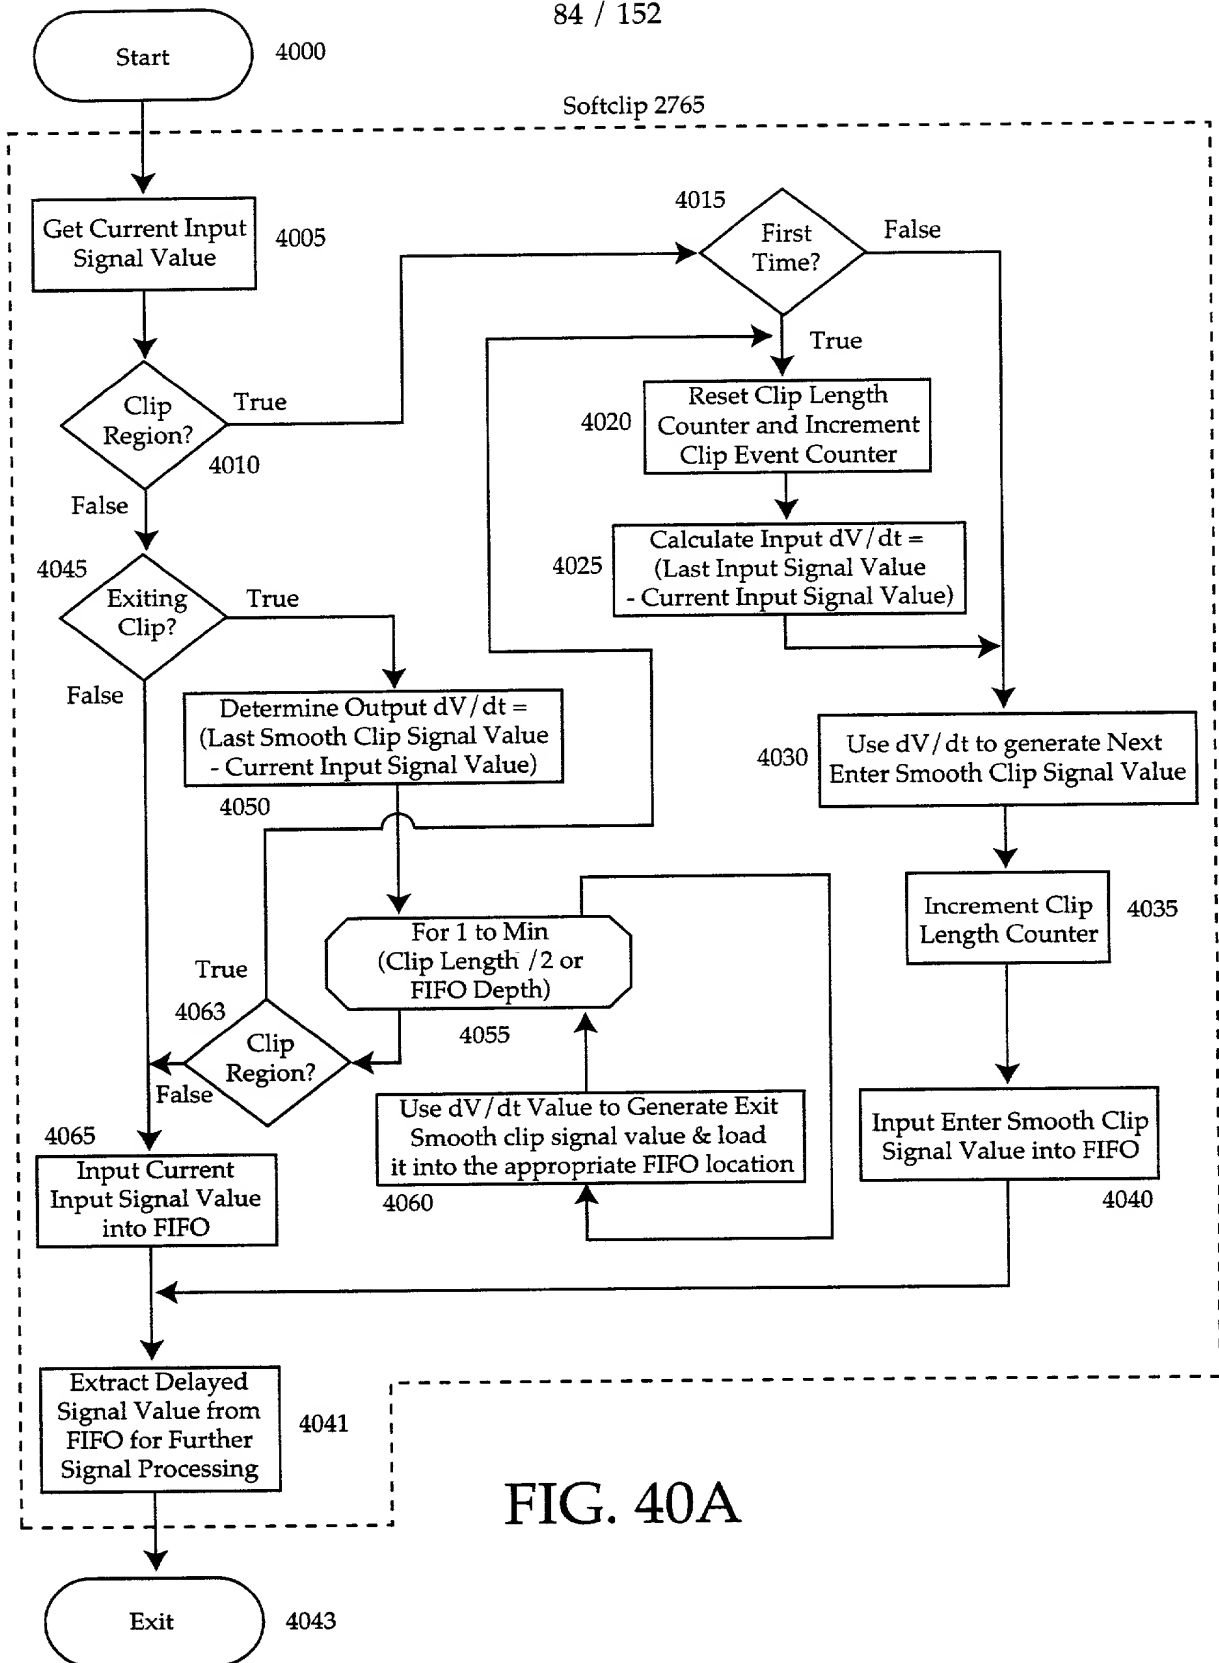 84 / 152
Start
4000
Softclip 2765
Get Current Input
Signal Value
4005
4015
First
Time?
False
True
Clip
Region?
True
4010
False
Reset Clip Length
Counter and Increment
Clip Event Counter
4020
Calculate Input dV/dt =
(Last Input Signal Value
- Current Input Signal Value)
4025
4045
Exiting
Clip?
True
False
Determine Output dV/dt =
(Last Smooth Clip Signal Value
- Current Input Signal Value)
4050
Use dV/dt to generate Next
Enter Smooth Clip Signal Value
4030
Increment Clip
Length Counter
4035
For 1 to Min
(Clip Length /2 or
FIFO Depth)
4055
True
4063
Clip
Region?
False
Use dV/dt Value to Generate Exit
Smooth clip signal value & load
it into the appropriate FIFO location
4060
Input Enter Smooth Clip
Signal Value into FIFO
4040
4065
Input Current
Input Signal Value
into FIFO
Extract Delayed
Signal Value from
FIFO for Further
Signal Processing
4041
FIG. 40A
Exit
4043